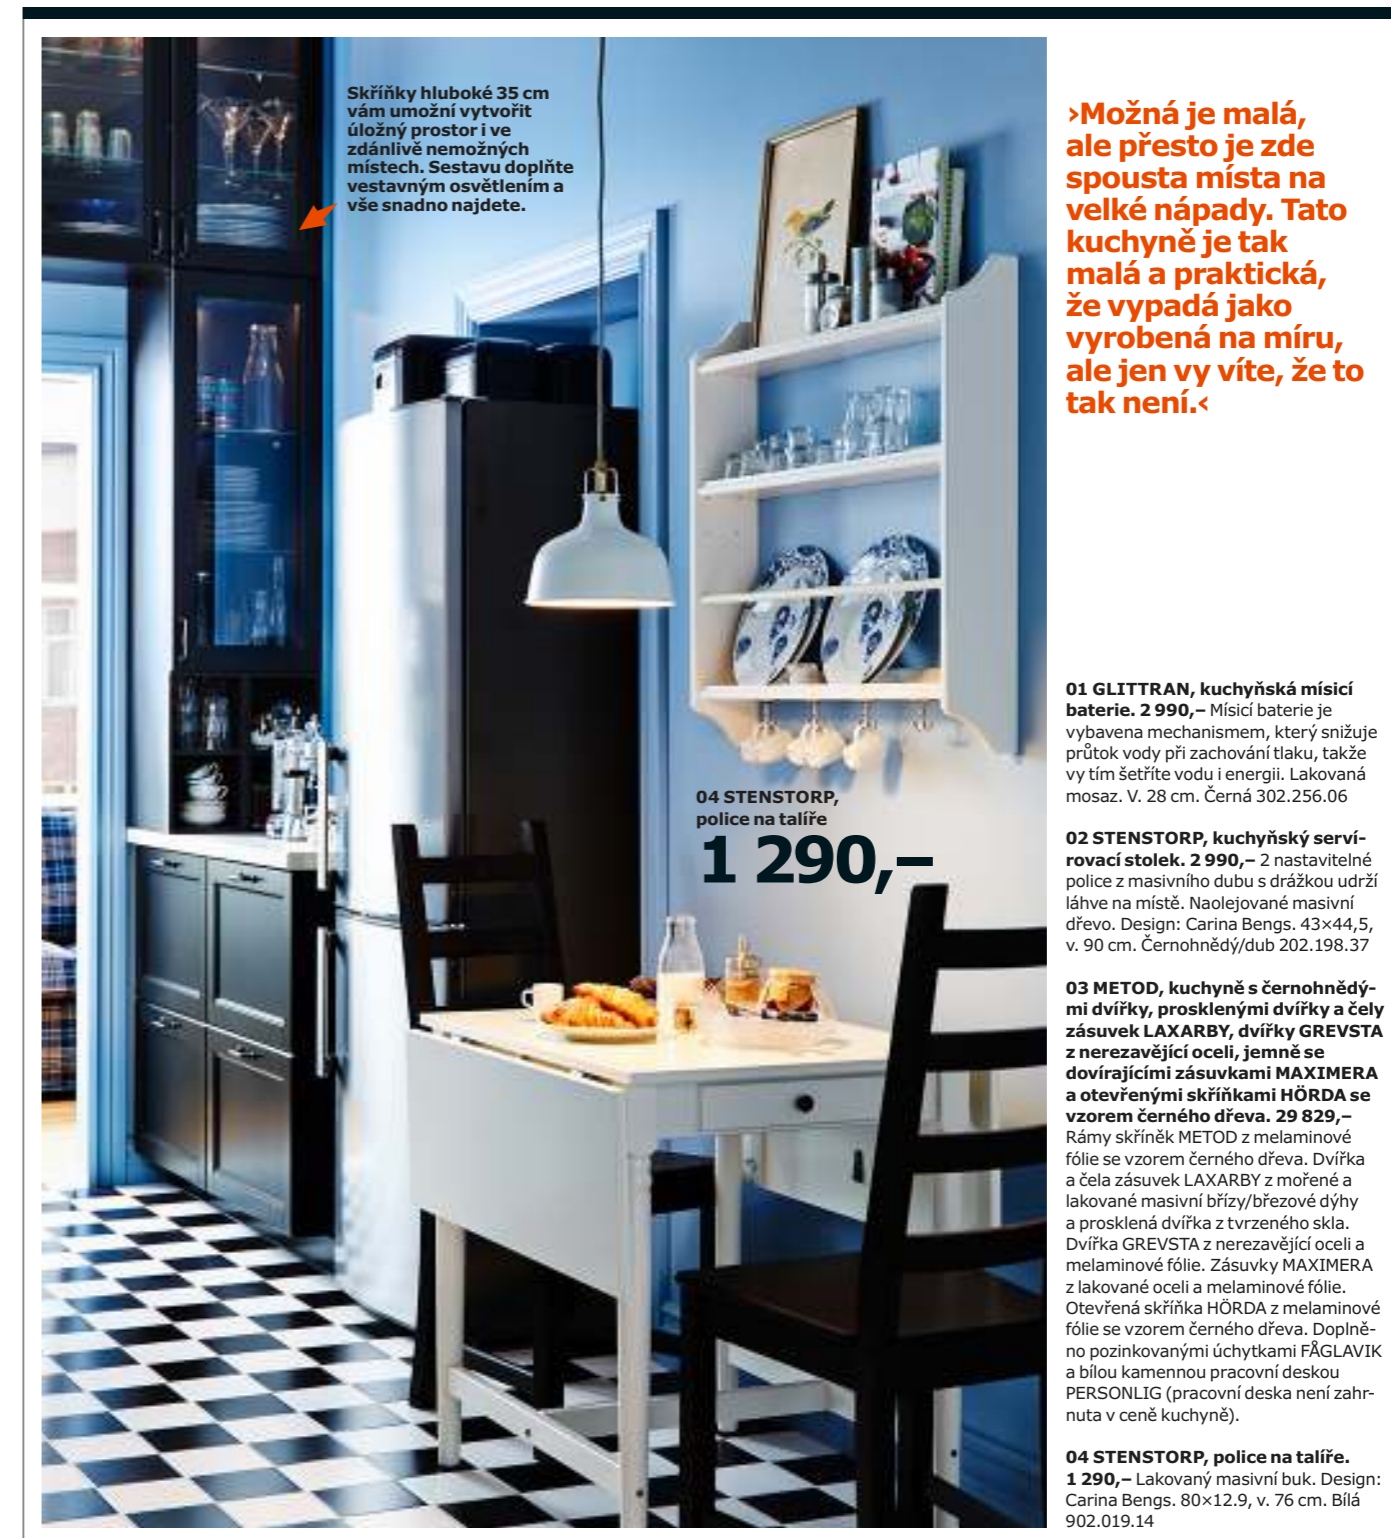 Skříňky hluboké 35 cm
vám umožní vytvořit
úložný prostor i ve
zdánlivě nemožných
místech. Sestavu doplňte
vestavným osvětlením a
vše snadno najdete.
›Možná je malá,
ale přesto je zde
spousta místa na
velké nápady. Tato
kuchyně je tak
malá a praktická,
že vypadá jako
vyrobená na míru,
ale jen vy víte, že to
tak není.‹
04 STENSTORP,
police na talíře
1 290,–
01 GLITTRAN, kuchyňská mísicí
baterie. 2 990,– Mísicí baterie je
vybavena mechanismem, který snižuje
průtok vody při zachování tlaku, takže
vy tím šetříte vodu i energii. Lakovaná
mosaz. V. 28 cm. Černá 302.256.06
02 STENSTORP, kuchyňský serví-
rovací stolek. 2 990,– 2 nastavitelné
police z masivního dubu s drážkou udrží
láhve na místě. Naolejované masivní
dřevo. Design: Carina Bengs. 43×44,5,
v. 90 cm. Černohnědý/dub 202.198.37
03 METOD, kuchyně s černohnědý-
mi dvířky, prosklenými dvířky a čely
zásuvek LAXARBY, dvířky GREVSTA
z nerezavějící oceli, jemně se
dovírajícími zásuvkami MAXIMERA
a otevřenými skříňkami HÖRDA se
vzorem černého dřeva. 29 829,–
Rámy skříněk METOD z melaminové
fólie se vzorem černého dřeva. Dvířka
a čela zásuvek LAXARBY z mořené a
lakované masivní břízy/březové dýhy
a prosklená dvířka z tvrzeného skla.
Dvířka GREVSTA z nerezavějící oceli a
melaminové fólie. Zásuvky MAXIMERA
z lakované oceli a melaminové fólie.
Otevřená skříňka HÖRDA z melaminové
fólie se vzorem černého dřeva. Doplně-
no pozinkovanými úchytkami FÅGLAVIK
a bílou kamennou pracovní deskou
PERSONLIG (pracovní deska není zahr-
nuta v ceně kuchyně).
04 STENSTORP, police na talíře.
1 290,– Lakovaný masivní buk. Design:
Carina Bengs. 80×12.9, v. 76 cm. Bílá
902.019.14